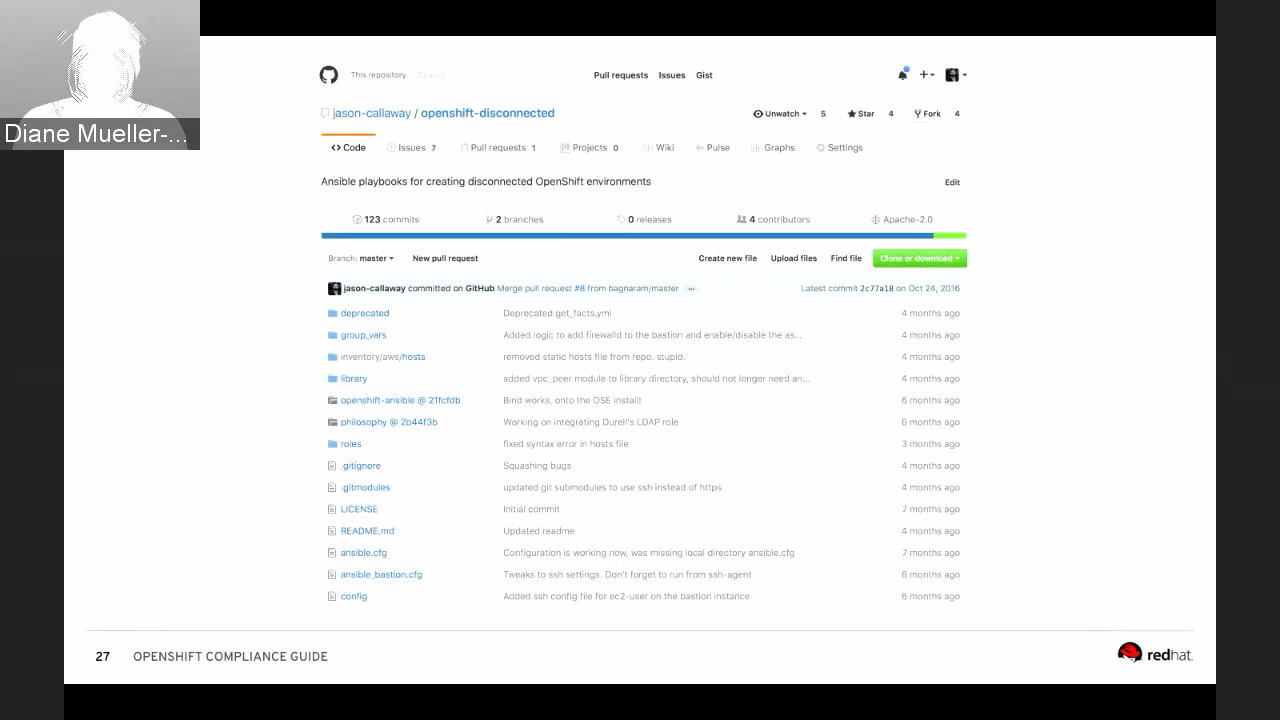 Diane Mueller-...
This repository Search Pull requests Issues Gist
jason-callaway / openshift-disconnected Unwatch 5 Star 4 Fork 4
Code Issues 7 Pull requests 1 Projects 0 Wiki Pulse Graphs Settings
Ansible playbooks for creating disconnected OpenShift environments Edit
123 commits 2 branches 0 releases 4 contributors Apache-2.0
Branch: master New pull request Create new file Upload files Find file Clone or download
jason-callaway committed on GitHub Merge pull request #8 from bagnaram/master ... Latest commit 2c77a18 on Oct 24, 2016
deprecated Deprecated get_facts.yml 4 months ago
group_vars Added logic to add firewalld to the bastion and enable/disable the as... 4 months ago
inventory/aws/hosts removed static hosts file from repo. stupid. 4 months ago
library added vpc_peer module to library directory, should not longer need an... 4 months ago
openshift-ansible @ 21fcfdb Bind works, onto the OSE install! 6 months ago
philosophy @ 2b44f3b Working on integrating Durell's LDAP role 6 months ago
roles fixed syntax error in hosts file 3 months ago
.gitignore Squashing bugs 4 months ago
.gitmodules updated git submodules to use ssh instead of https 4 months ago
LICENSE Initial commit 7 months ago
README.md Updated readme 4 months ago
ansible.cfg Configuration is working now, was missing local directory ansible.cfg 7 months ago
ansible_bastion.cfg Tweaks to ssh settings. Don't forget to run from ssh-agent 6 months ago
config Added ssh config file for ec2-user on the bastion instance 6 months ago
27 OPENSHIFT COMPLIANCE GUIDE redhat.